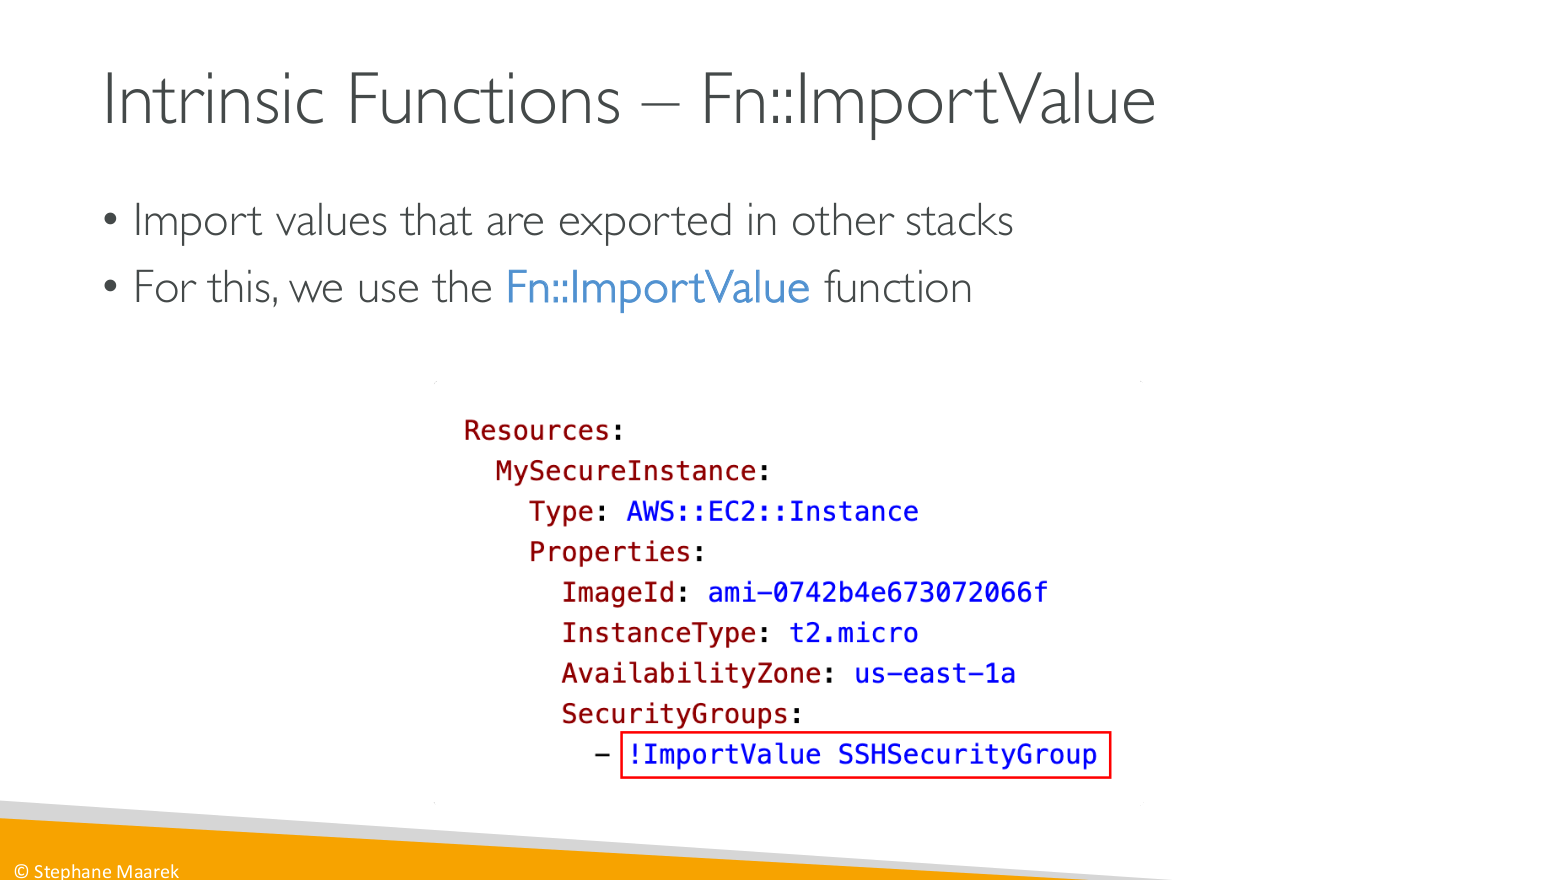 Intrinsic Functions – Fn::ImportValue
• Import values that are exported in other stacks
• For this, we use the Fn::ImportValue function
Resources:
  MySecureInstance:
    Type: AWS::EC2::Instance
    Properties:
      ImageId: ami-0742b4e673072066f
      InstanceType: t2.micro
      AvailabilityZone: us-east-1a
      SecurityGroups:
        - !ImportValue SSHSecurityGroup
© Stephane Maarek